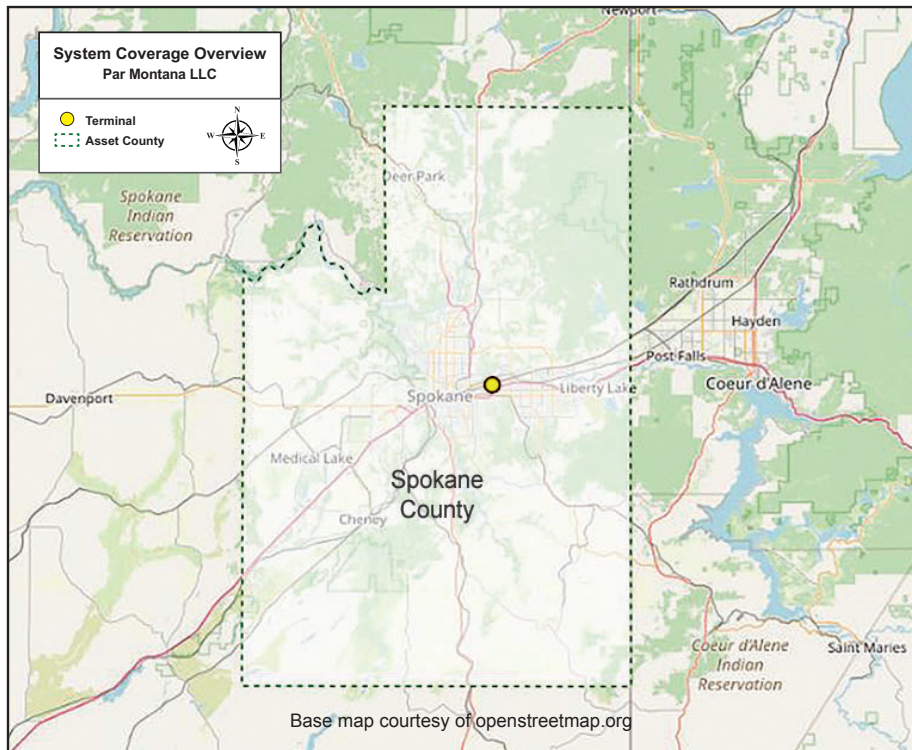 Newport
System Coverage Overview
Par Montana LLC
Terminal
Asset County
N
W
E
S
Deer Park
Spokane
Indian
Reservation
Rathdrum
Hayden
Post Falls
Coeur d'Alene
Liberty Lake
Spokane
Davenport
Medical Lake
Spokane
County
Cheney
Coeur d'Alene
Indian
Reservation
Saint Maries
Base map courtesy of openstreetmap.org